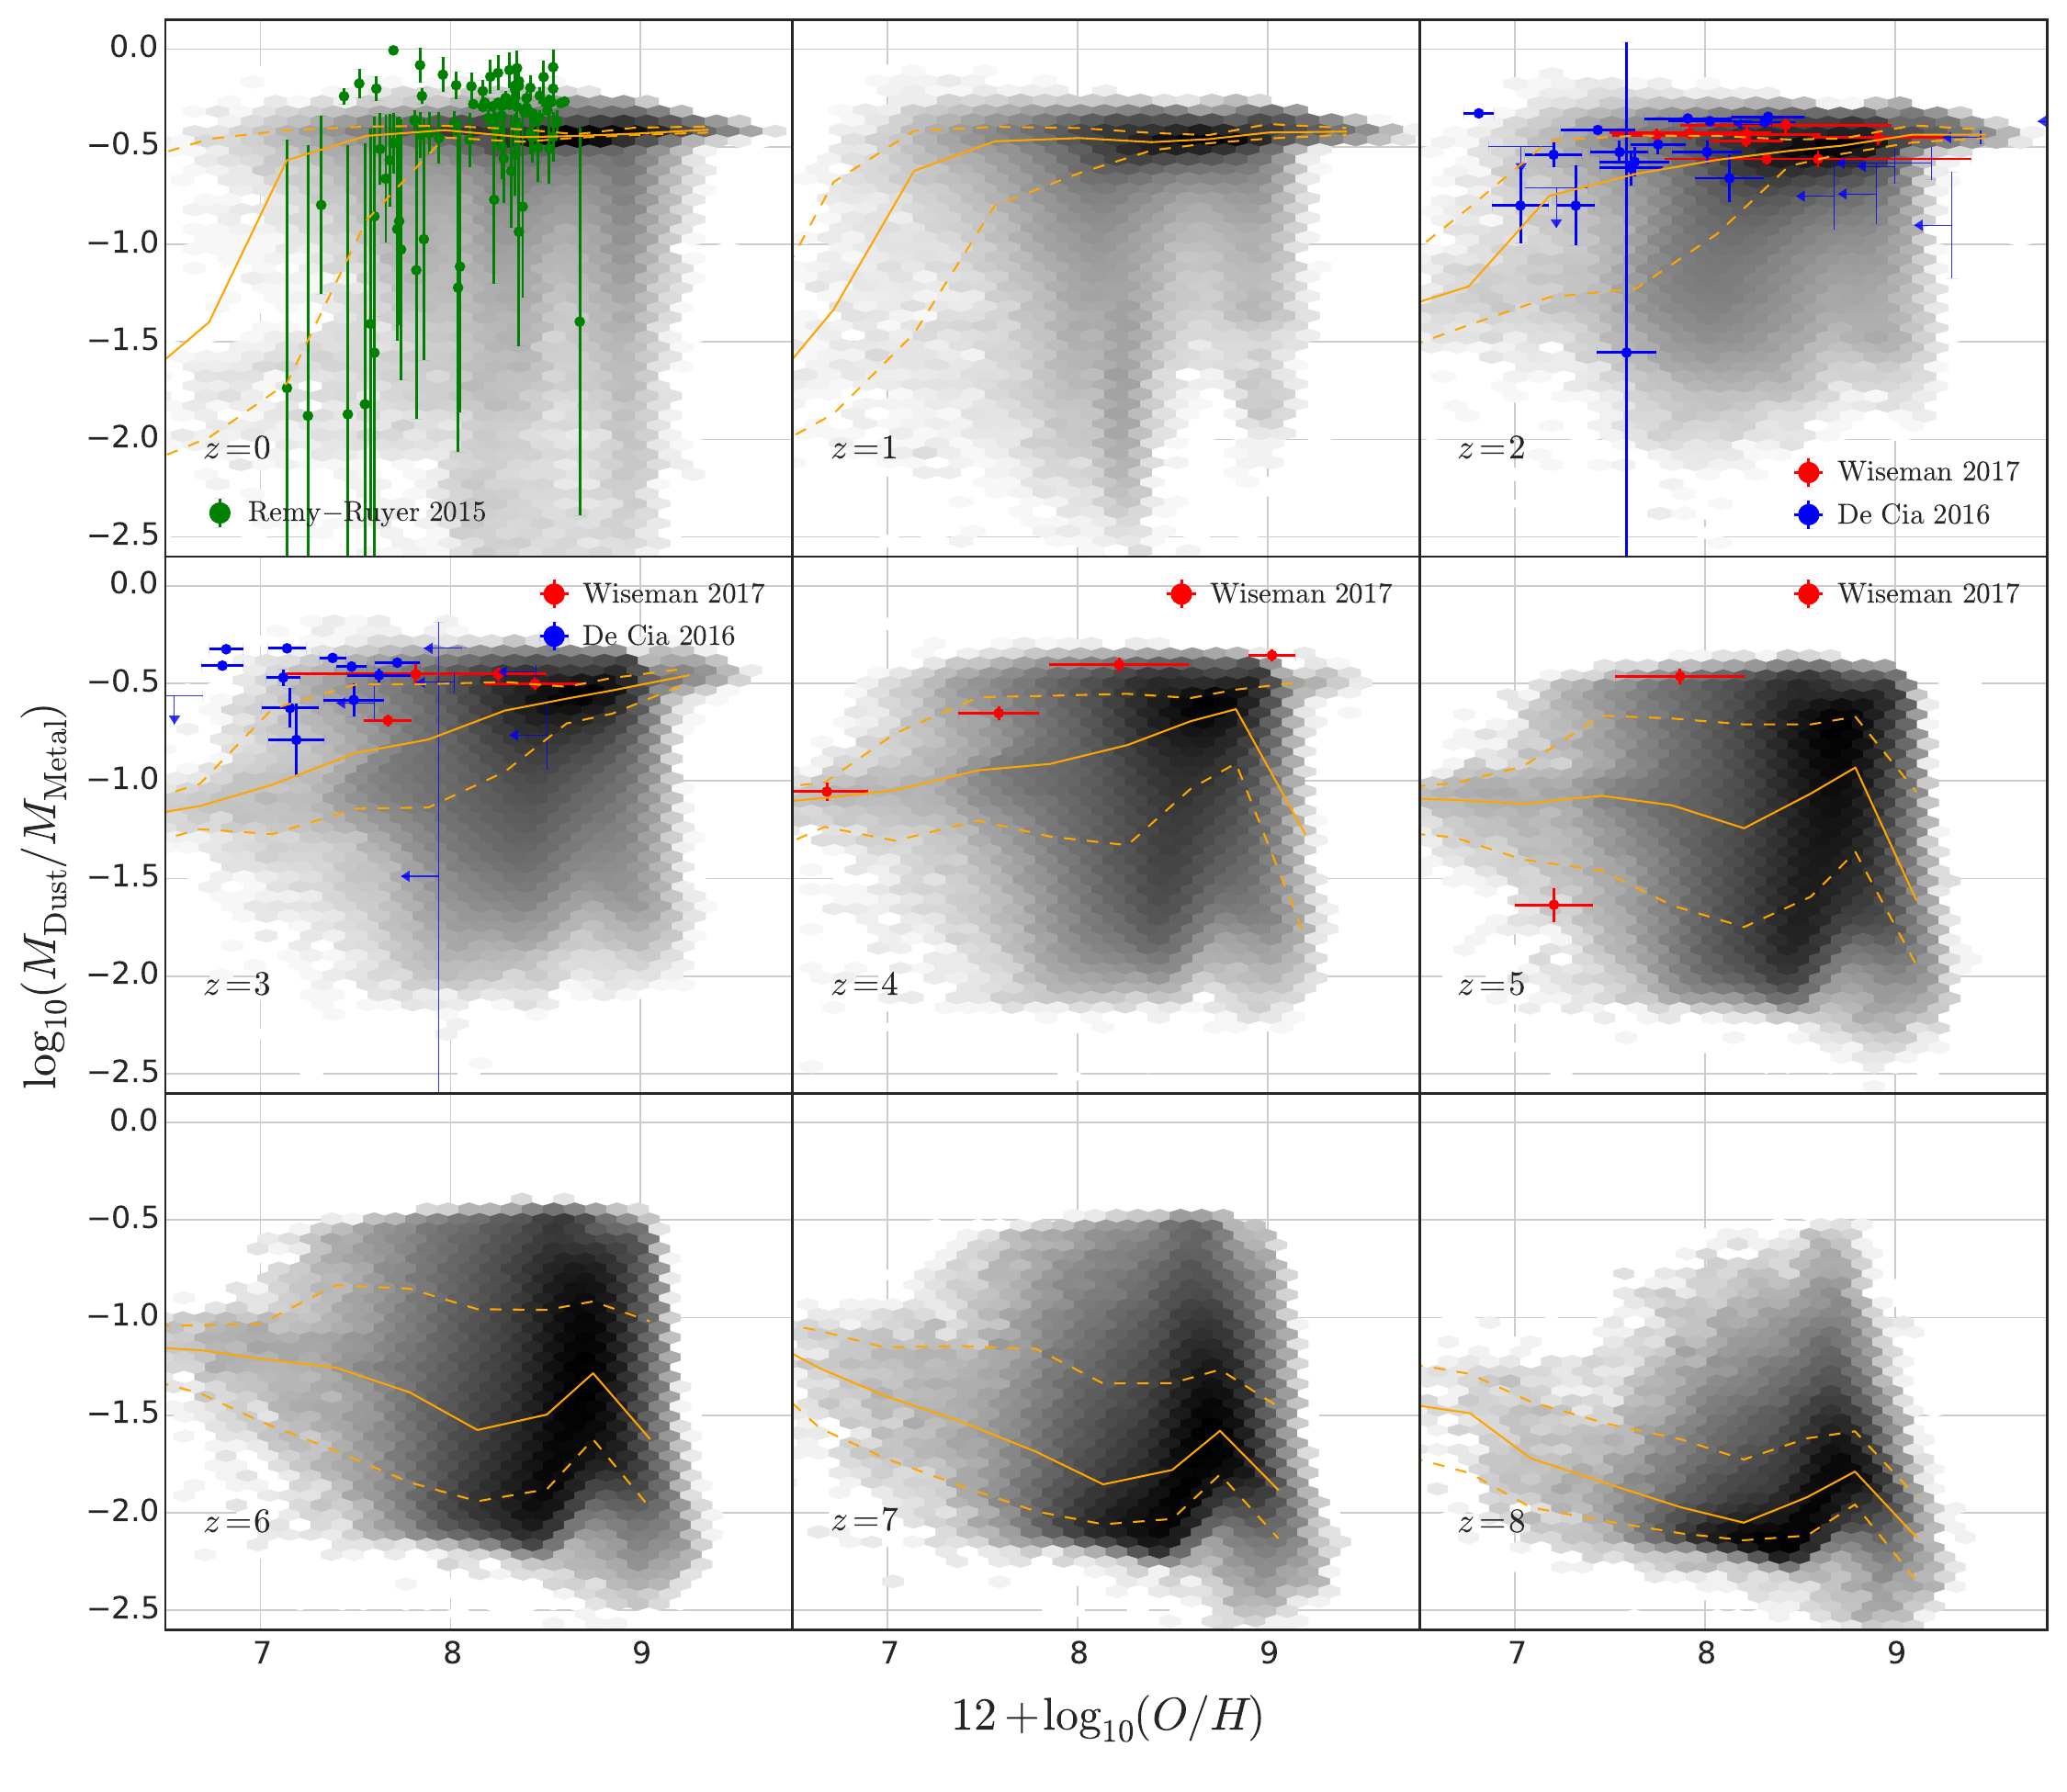 0.0
−0.5
−1.0
−1.5
−2.0
−2.5
z=0
Remy−Ruyer 2015
z=1
z=2
Wiseman 2017
De Cia 2016
0.0
−0.5
−1.0
−1.5
−2.0
−2.5
Wiseman 2017
De Cia 2016
z=3
Wiseman 2017
z=4
Wiseman 2017
z=5
0.0
−0.5
−1.0
−1.5
−2.0
−2.5
z=6
z=7
z=8
7 8 9 7 8 9 7 8 9
12+log10(O/H)
log10(MDust/MMetal)